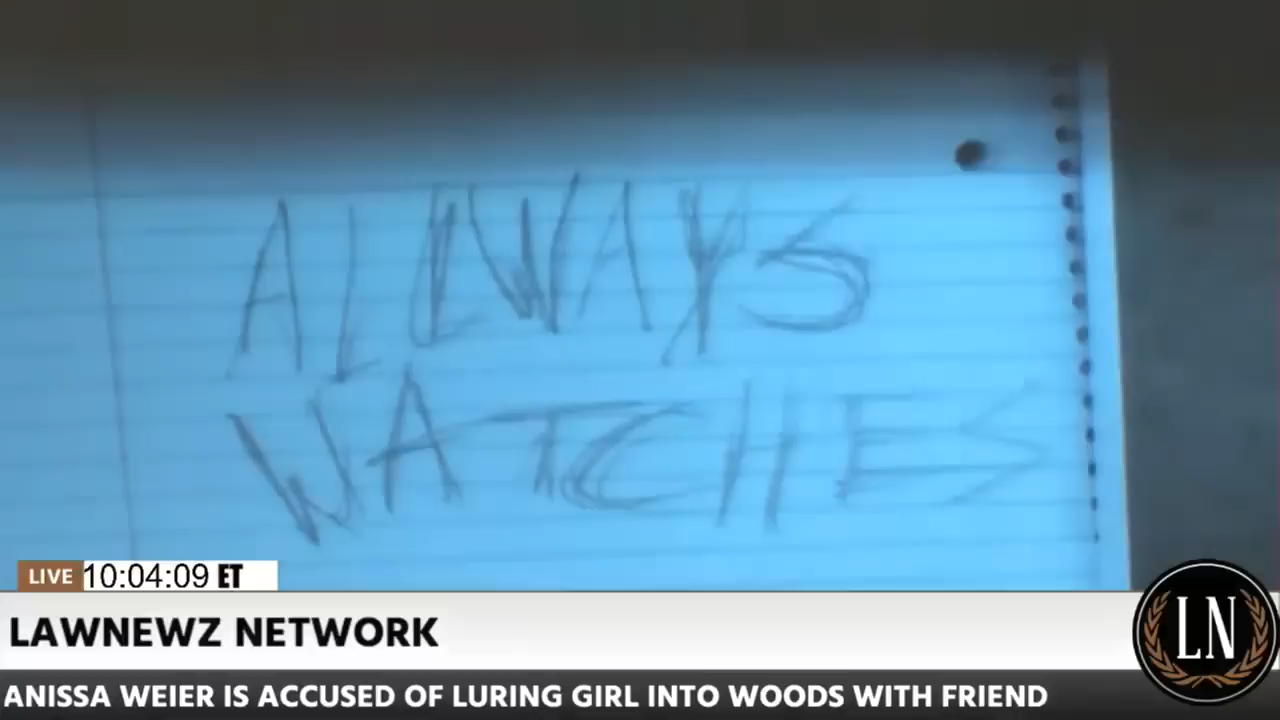 ALWAYS
WATCHES
LIVE 10:04:09 ET
LAWNEWZ NETWORK
LN
ANISSA WEIER IS ACCUSED OF LURING GIRL INTO WOODS WITH FRIEND